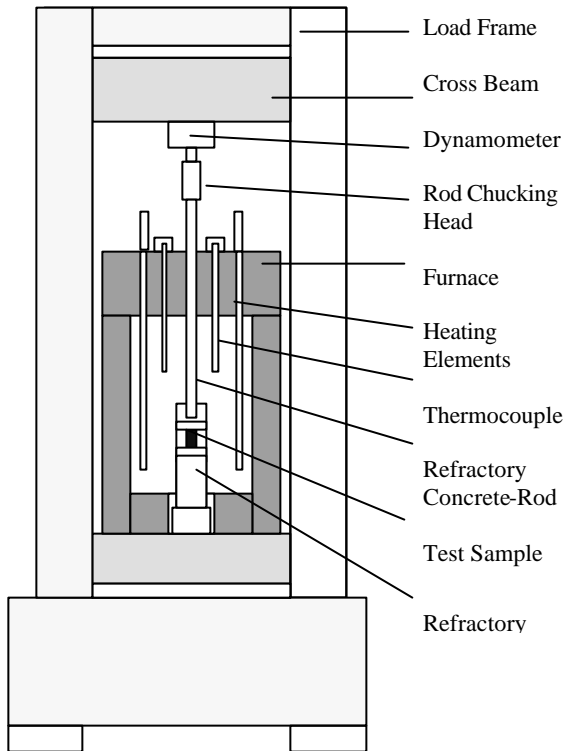 Load Frame
Cross Beam
Dynamometer
Rod Chucking
Head
Furnace
Heating
Elements
Thermocouple
Refractory
Concrete-Rod
Test Sample
Refractory